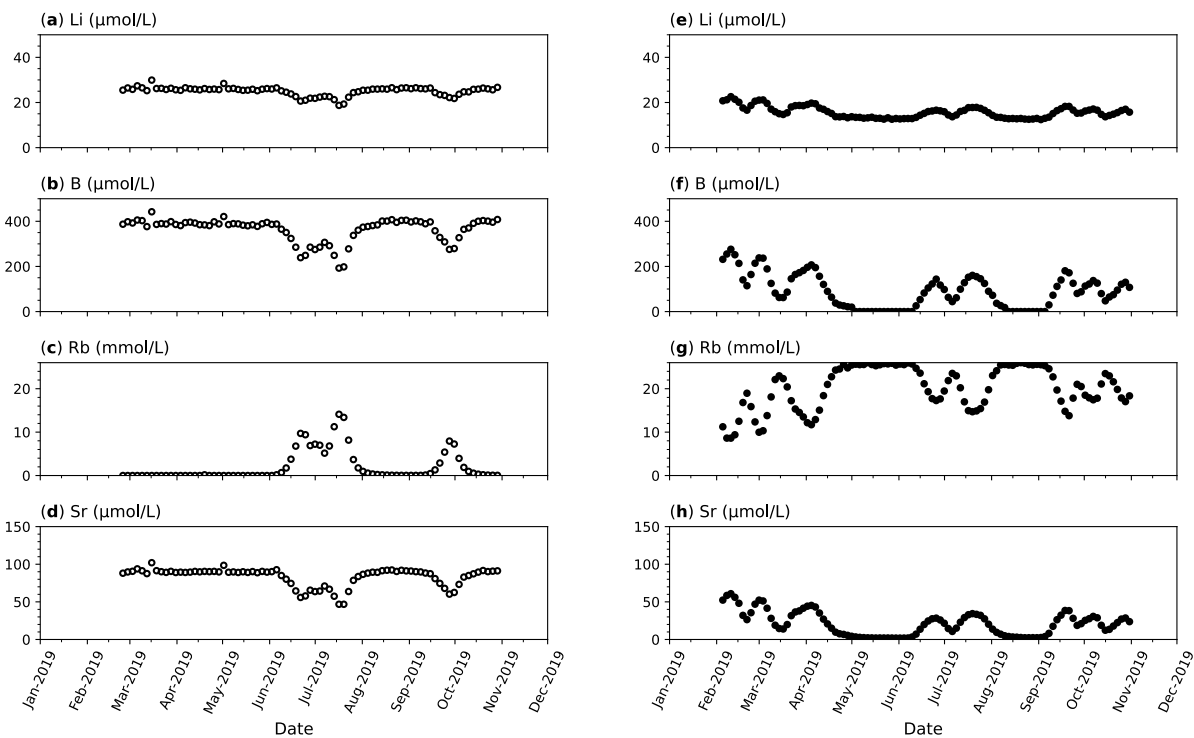 (a) Li (µmol/L)
40
20
0
(b) B (µmol/L)
400
200
0
(c) Rb (mmol/L)
20
10
0
(d) Sr (µmol/L)
150
100
50
0
Jan-2019 Feb-2019 Mar-2019 Apr-2019 May-2019 Jun-2019 Jul-2019 Aug-2019 Sep-2019 Oct-2019 Nov-2019 Dec-2019
Date
(e) Li (µmol/L)
40
20
0
(f) B (µmol/L)
400
200
0
(g) Rb (mmol/L)
20
10
0
(h) Sr (µmol/L)
150
100
50
0
Jan-2019 Feb-2019 Mar-2019 Apr-2019 May-2019 Jun-2019 Jul-2019 Aug-2019 Sep-2019 Oct-2019 Nov-2019 Dec-2019
Date